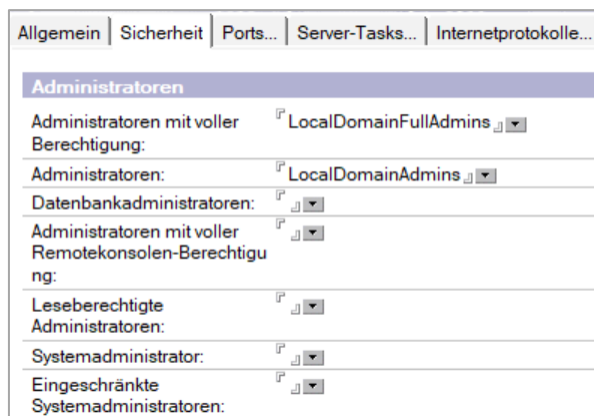 Allgemein Sicherheit Ports... Server-Tasks... Internetprotokolle...
Administratoren
Administratoren mit voller LocalDomainFullAdmins
Berechtigung:
Administratoren: LocalDomainAdmins
Datenbankadministratoren:
Administratoren mit voller
Remotekonsolen-Berechtigu
ng:
Leseberechtigte
Administratoren:
Systemadministrator:
Eingeschränkte
Systemadministratoren: